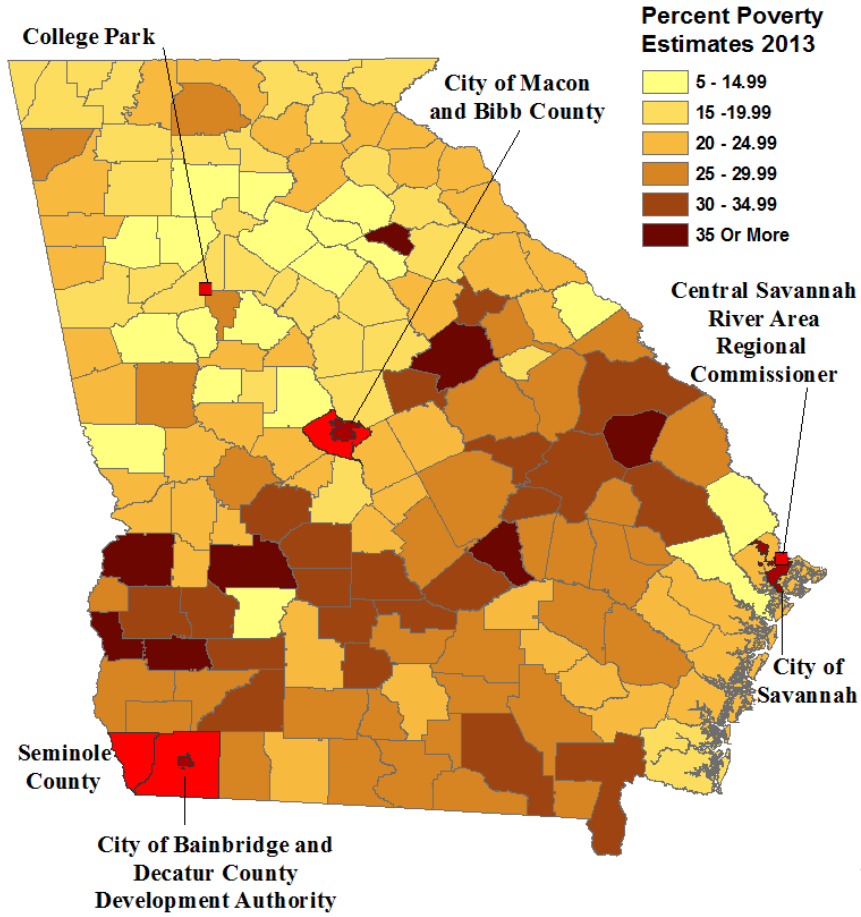 Percent Poverty
Estimates 2013
5 - 14.99
15 -19.99
20 - 24.99
25 - 29.99
30 - 34.99
35 Or More
College Park
City of Macon
and Bibb County
Central Savannah
River Area
Regional
Commissioner
City of
Savannah
Seminole
County
City of Bainbridge and
Decatur County
Development Authority